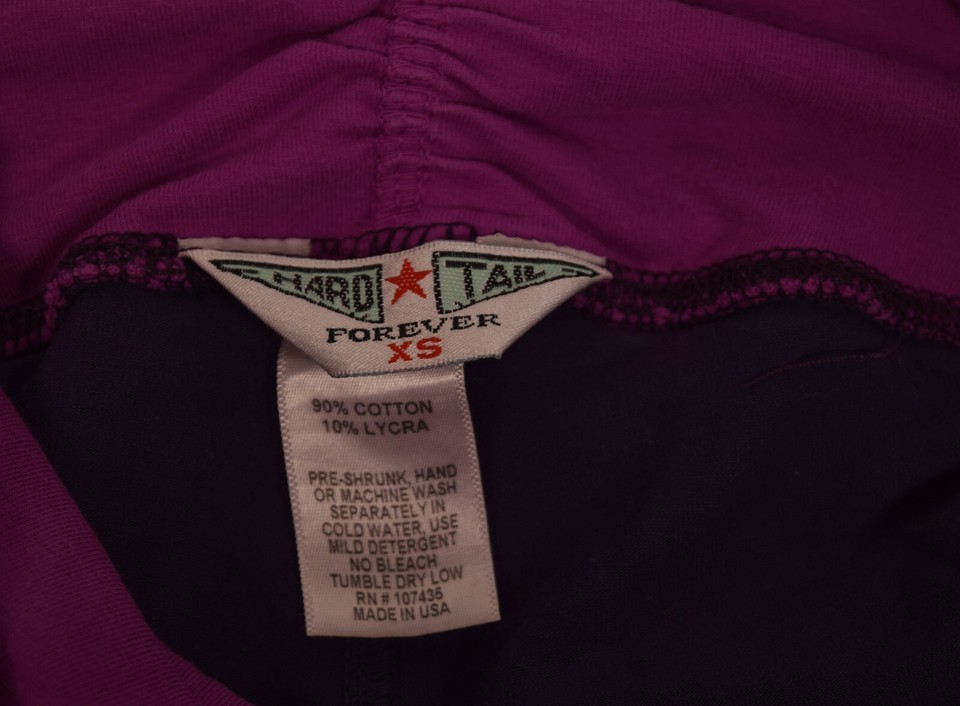 HARD TAIL
FOREVER
XS
90% COTTON
10% LYCRA
PRE-SHRUNK, HAND
OR MACHINE WASH
SEPARATELY IN
COLD WATER, USE
MILD DETERGENT
NO BLEACH
TUMBLE DRY LOW
RN # 107435
MADE IN USA